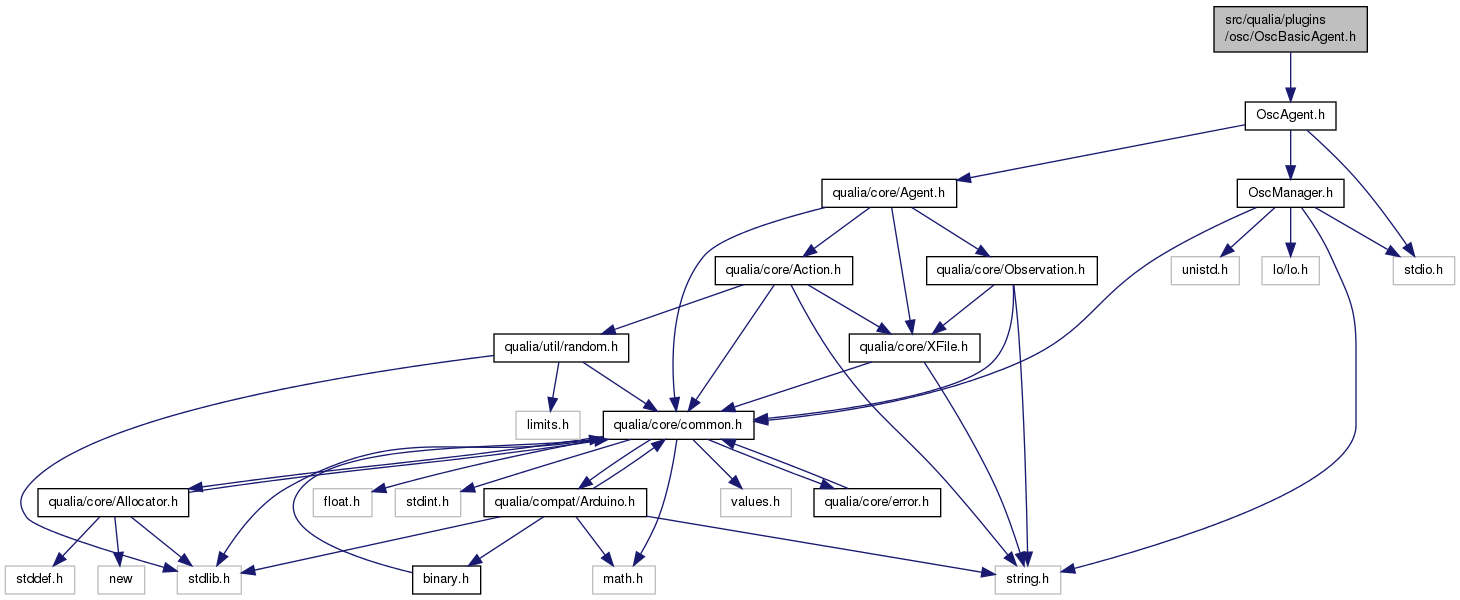 src/qualia/plugins
/osc/OscBasicAgent.h
OscAgent.h
qualia/core/Agent.h
OscManager.h
qualia/core/Action.h
qualia/core/Observation.h
unistd.h
lo/lo.h
stdio.h
qualia/util/random.h
qualia/core/XFile.h
limits.h
qualia/core/common.h
qualia/core/Allocator.h
float.h
stdint.h
qualia/compat/Arduino.h
values.h
qualia/core/error.h
stddef.h
new
stdlib.h
binary.h
math.h
string.h